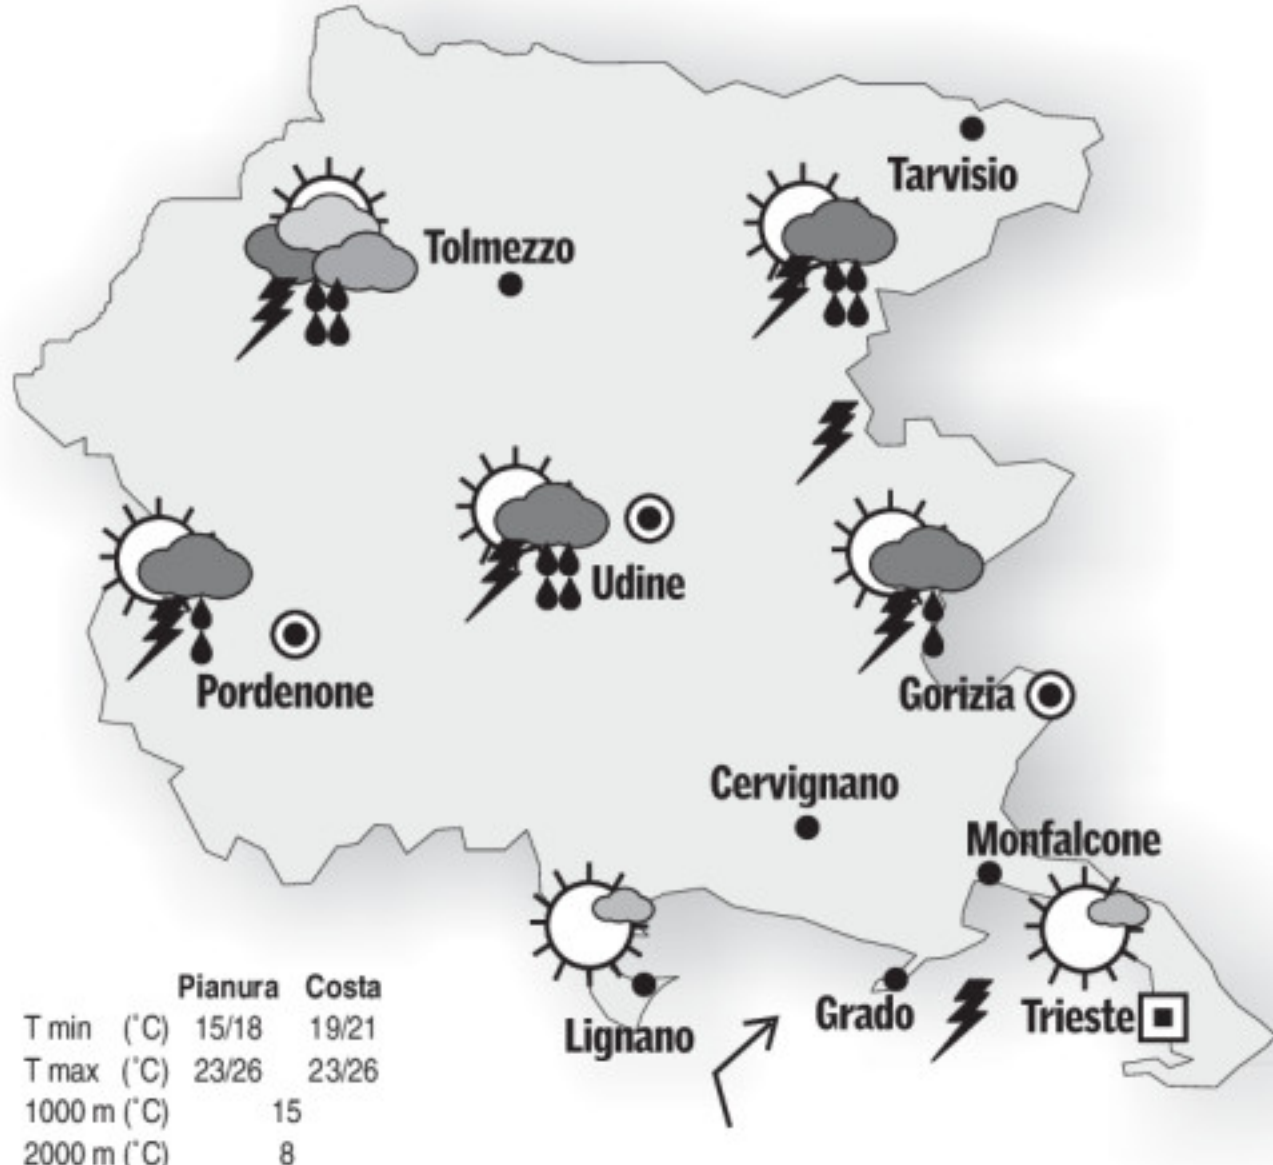 Tarvisio
Tolmezzo
Udine
Pordenone
Gorizia
Cervignano
Monfalcone
Grado
Trieste
Lignano
Pianura Costa
T min (°C) 15/18 19/21
T max (°C) 23/26 23/26
1000 m (°C) 15
2000 m (°C) 8